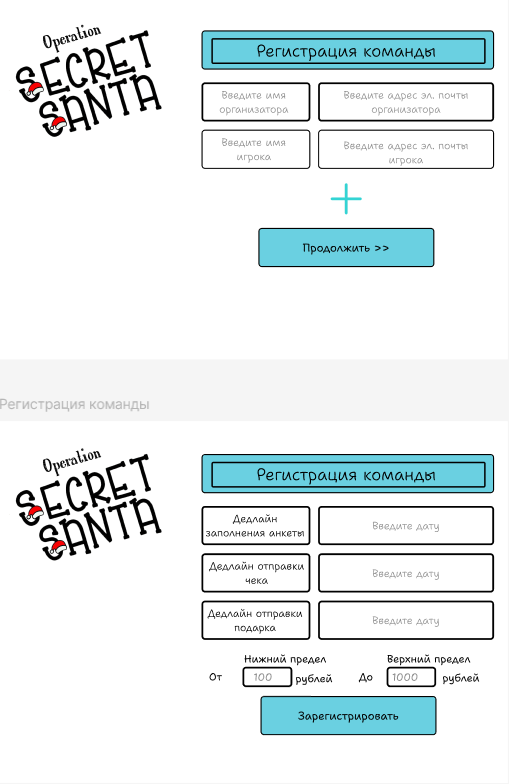 Operation
SECRET
SANTA
Регистрация команды
Введите имя
организатора
Введите адрес эл. почты
организатора
Введите имя
игрока
Введите адрес эл. почты
игрока
Продолжить >>
Регистрация команды
Operation
SECRET
SANTA
Регистрация команды
Дедлайн
заполнения анкеты
Введите дату
Дедлайн отправки
чека
Введите дату
Дедлайн отправки
подарка
Введите дату
Нижний предел
Верхний предел
От 100 рублей
До 1000 рублей
Зарегистрировать